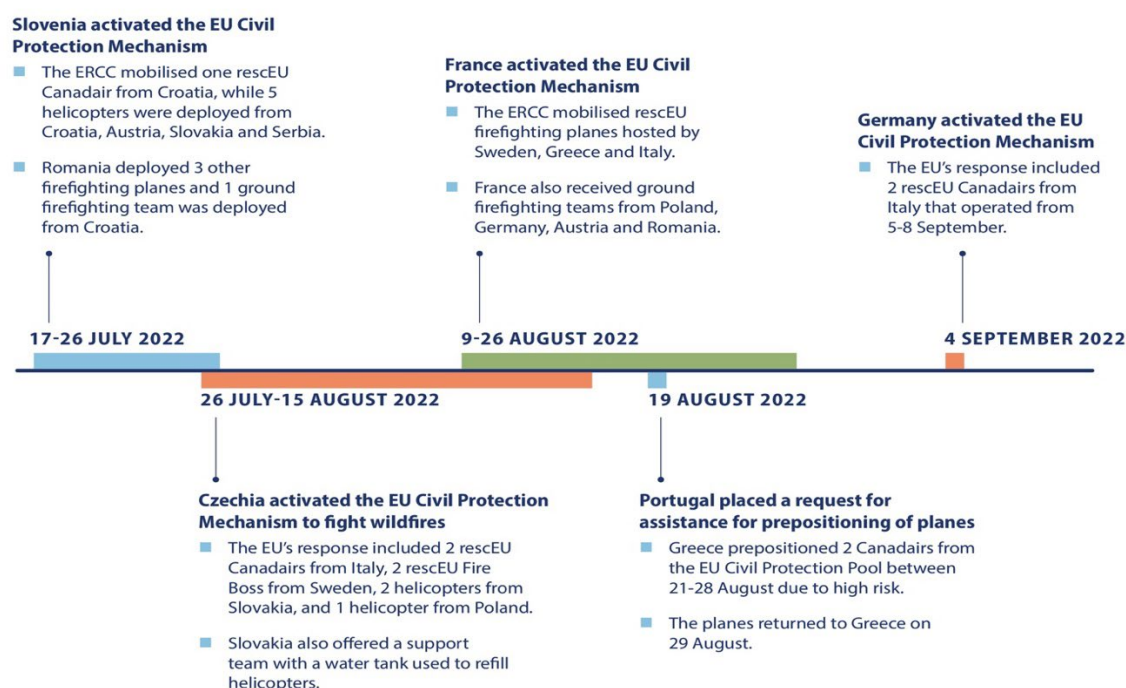 Slovenia activated the EU Civil
Protection Mechanism
The ERCC mobilised one rescEU
Canadair from Croatia, while 5
helicopters were deployed from
Croatia, Austria, Slovakia and Serbia.
Romania deployed 3 other
firefighting planes and 1 ground
firefighting team was deployed
from Croatia.
17-26 JULY 2022
France activated the EU Civil
Protection Mechanism
The ERCC mobilised rescEU
firefighting planes hosted by
Sweden, Greece and Italy.
France also received ground
firefighting teams from Poland,
Germany, Austria and Romania.
9-26 AUGUST 2022
Germany activated the EU
Civil Protection Mechanism
The EU’s response included
2 rescEU Canadairs from
Italy that operated from
5-8 September.
4 SEPTEMBER 2022
26 JULY-15 AUGUST 2022
Czechia activated the EU Civil Protection
Mechanism to fight wildfires
The EU’s response included 2 rescEU
Canadairs from Italy, 2 rescEU Fire
Boss from Sweden, 2 helicopters from
Slovakia, and 1 helicopter from Poland.
Slovakia also offered a support
team with a water tank used to refill
helicopters.
19 AUGUST 2022
Portugal placed a request for
assistance for prepositioning of planes
Greece prepositioned 2 Canadairs from
the EU Civil Protection Pool between
21-28 August due to high risk.
The planes returned to Greece on
29 August.